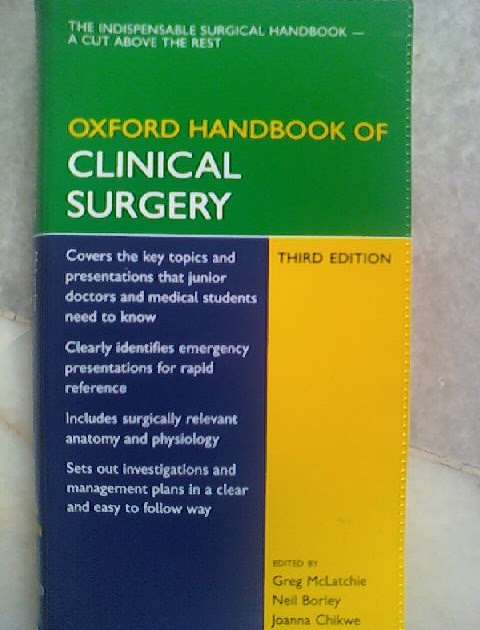 THE INDISPENSABLE SURGICAL HANDBOOK —
A CUT ABOVE THE REST
OXFORD HANDBOOK OF
CLINICAL
SURGERY
Covers the key topics and
presentations that junior
doctors and medical students
need to know
Clearly identifies emergency
presentations for rapid
reference
Includes surgically relevant
anatomy and physiology
Sets out investigations and
management plans in a clear
and easy to follow way
THIRD EDITION
EDITED BY
Greg McLatchie
Neil Borley
Joanna Chikwe